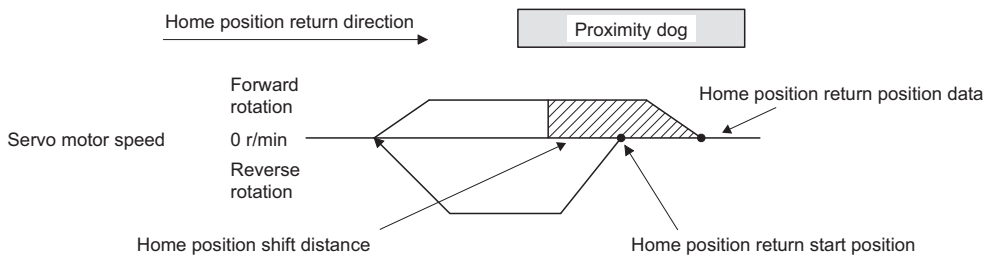 Home position return direction
Proximity dog
Forward
rotation
Home position return position data
Servo motor speed
0 r/min
Reverse
rotation
Home position shift distance
Home position return start position